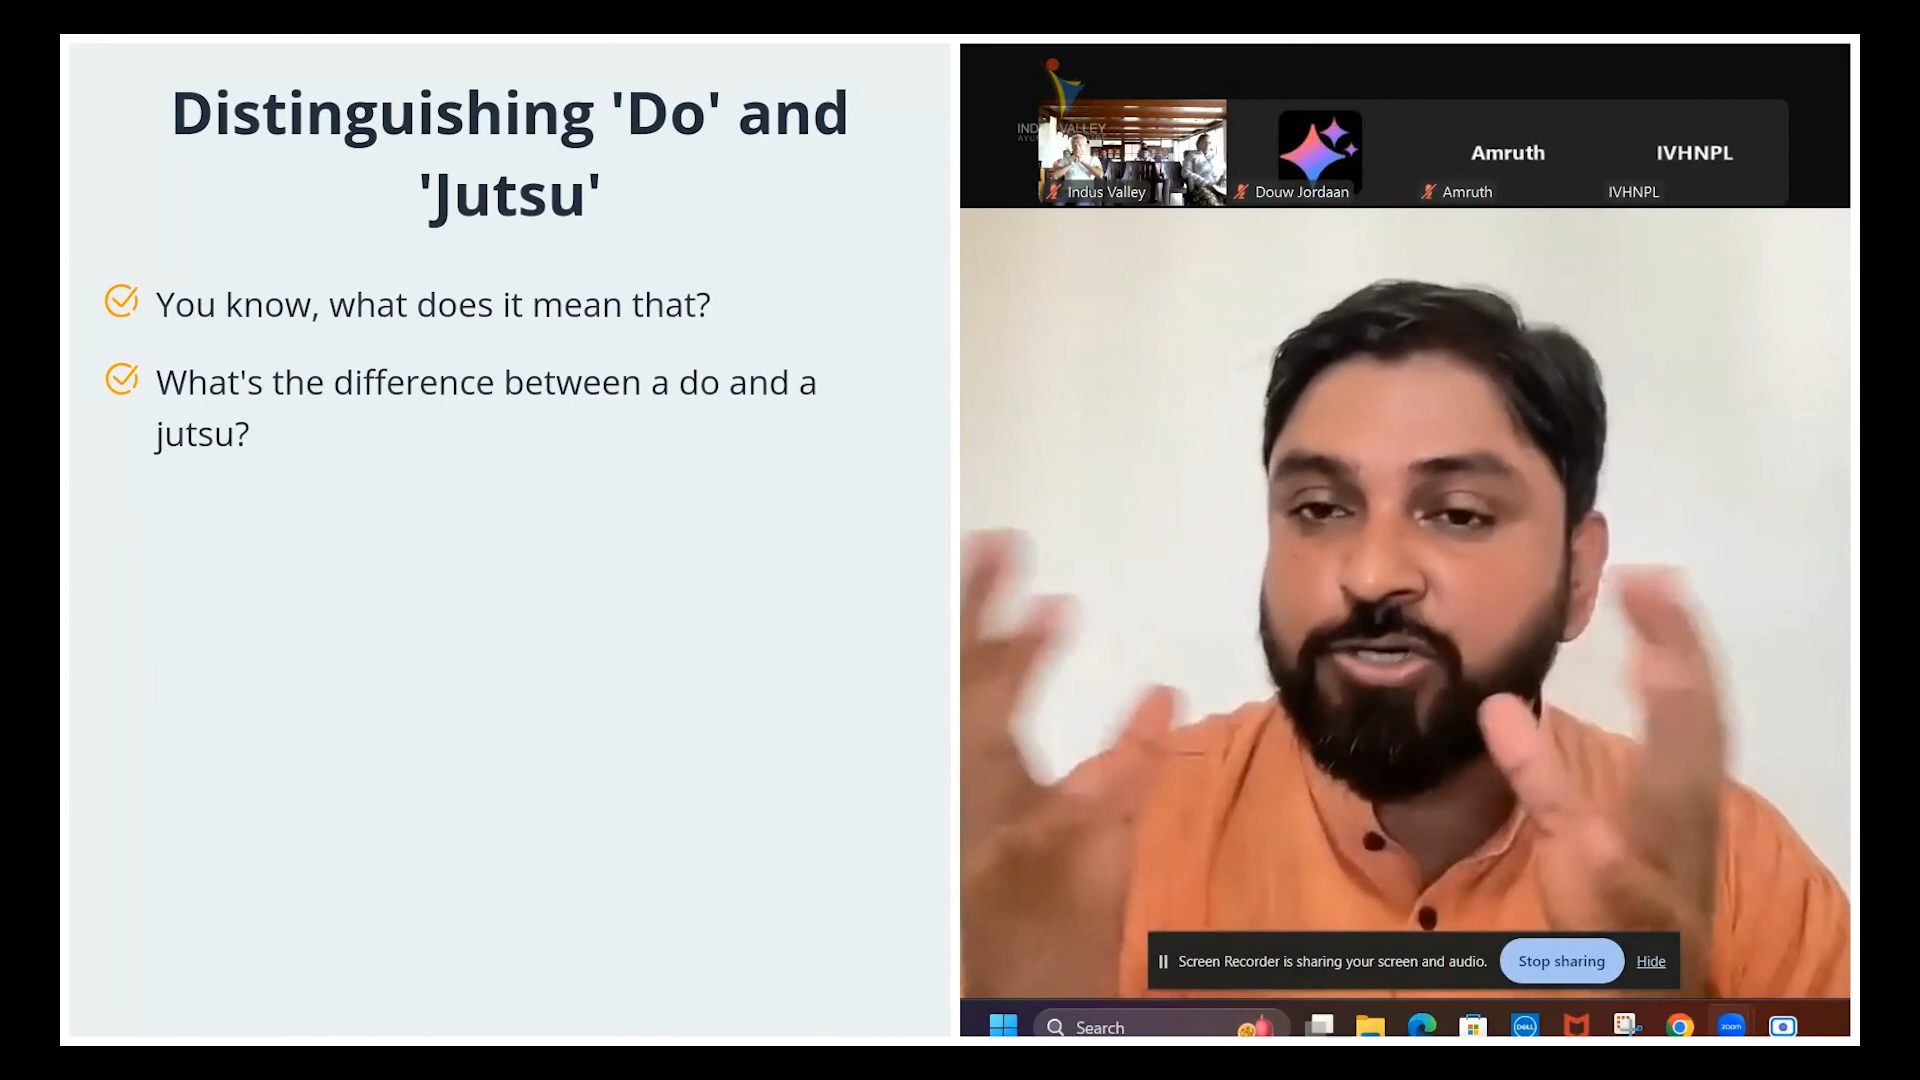 Distinguishing 'Do' and
'Jutsu'
You know, what does it mean that?
What's the difference between a do and a
jutsu?
Indus Valley
Douw Jordaan
Amruth
Amruth
IVHNPL
IVHNPL
Screen Recorder is sharing your screen and audio.
Stop sharing
Hide
Search
DELL
zoom